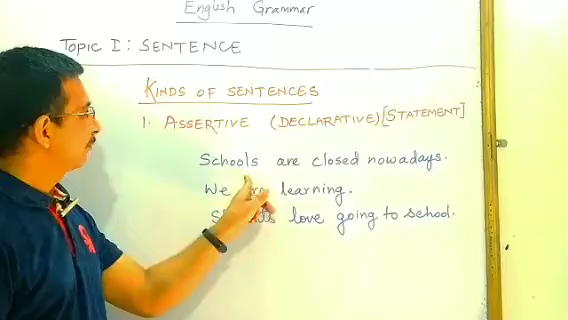 English Grammar
TOPIC I: SENTENCE
KINDS OF SENTENCES
1. ASSERTIVE (DECLARATIVE) [STATEMENT]
Schools are closed nowadays.
We learning.
love going to school.